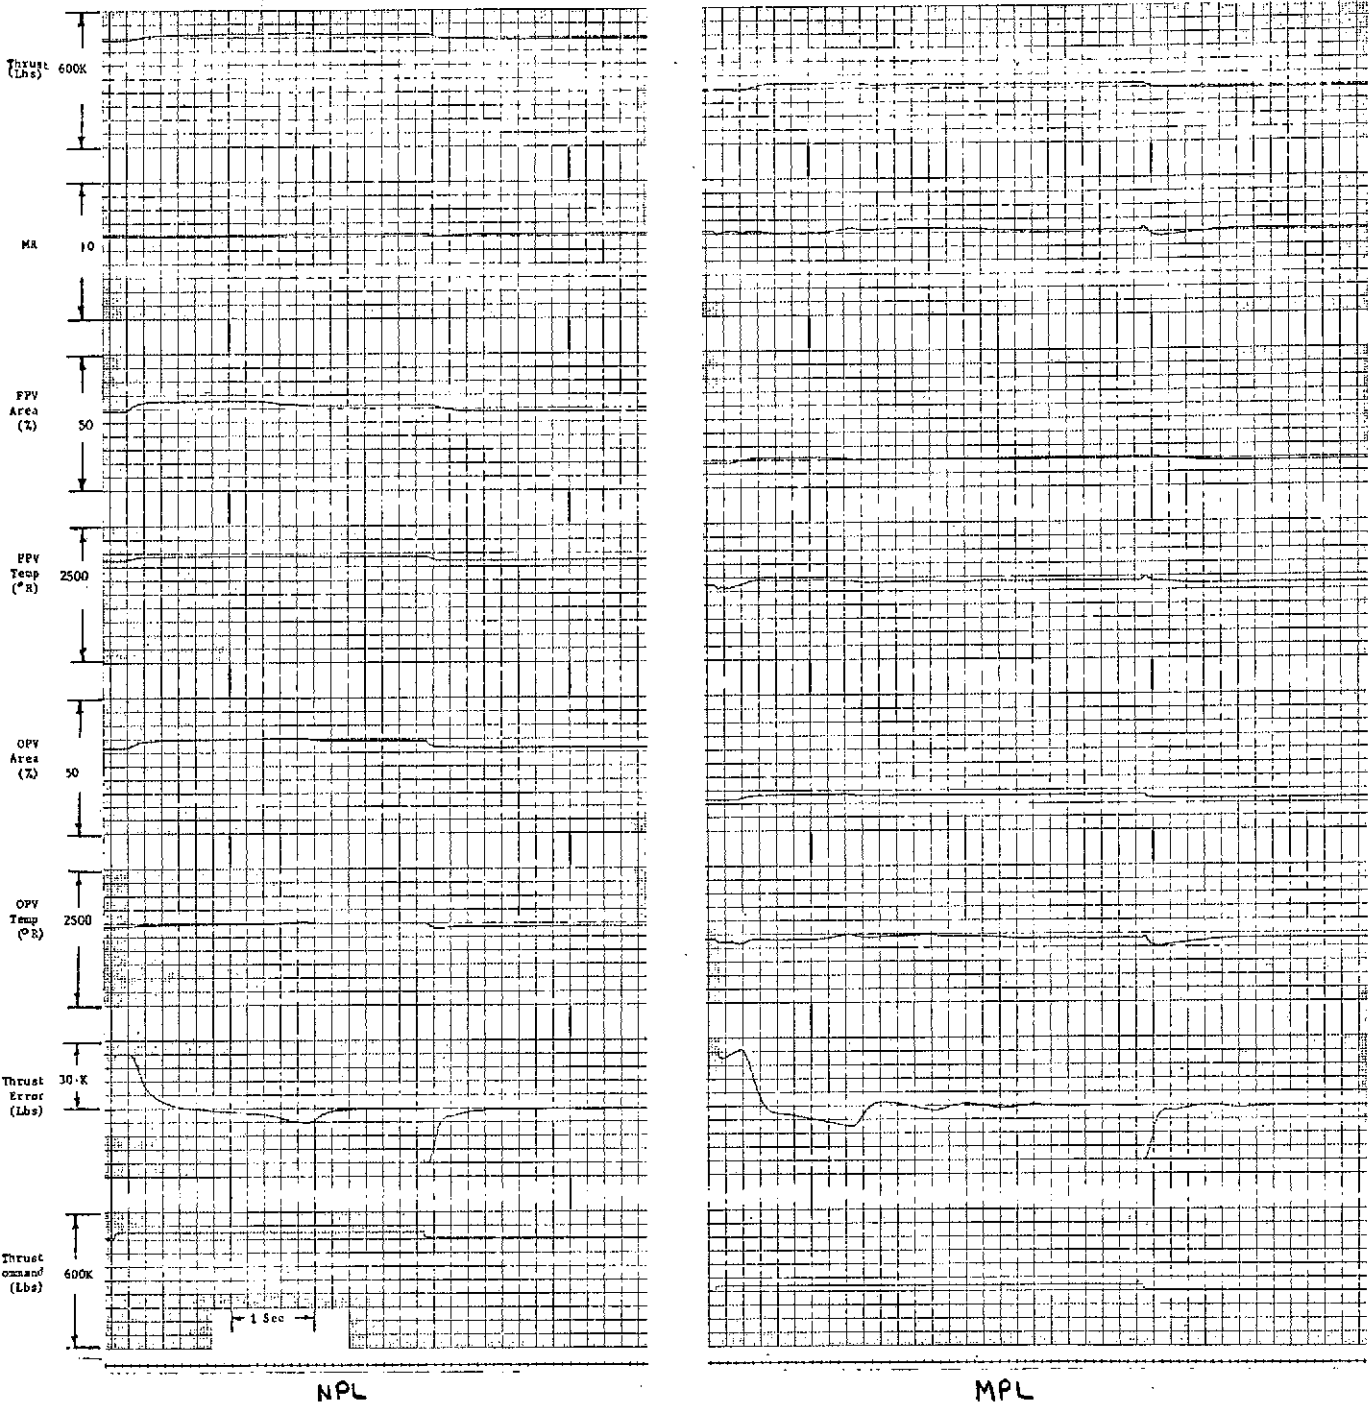 Thrust
(Lbs) 600K
MR 10
FPV
Area
(%) 50
FPV
Temp 2500
(°R)
OPV
Area
(%) 50
OPV
Temp 2500
(°R)
Thrust 30 K
Error
(Lbs)
Thrust
ommand 600K
(Lbs)
1 Sec
NPL
MPL